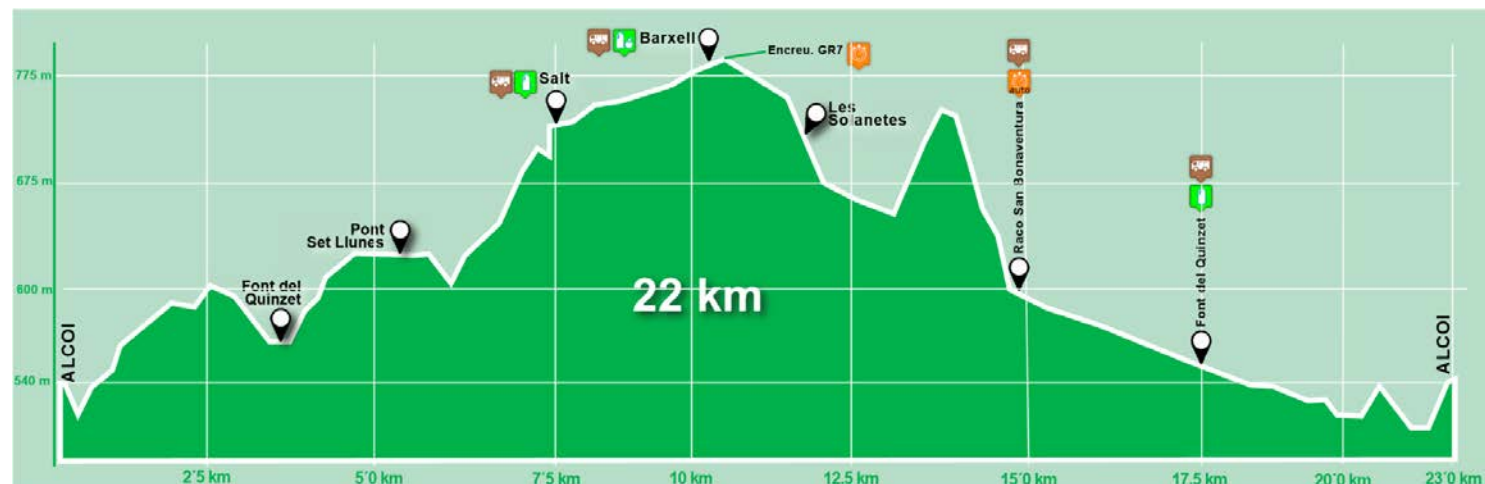 775 m
675 m
600 m
540 m
ALCOI
Font del
Quinzet
Pont
Set Llunes
Salt
Barxell
Encreu. GR7
Les
Solanetes
auto
Raco San Bonaventura
Font del Quinzet
ALCOI
22 km
2´5 km
5´0 km
7´5 km
10 km
12.5 km
15´0 km
17.5 km
20´0 km
23´0 km